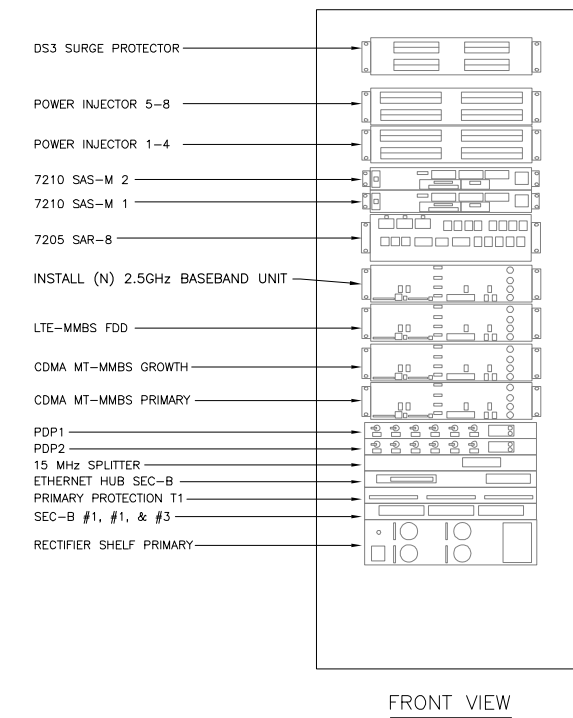 DS3 SURGE PROTECTOR
POWER INJECTOR 5-8
POWER INJECTOR 1-4
7210 SAS-M 2
7210 SAS-M 1
7205 SAR-8
INSTALL (N) 2.5GHz BASEBAND UNIT
LTE-MMBS FDD
CDMA MT-MMBS GROWTH
CDMA MT-MMBS PRIMARY
PDP1
PDP2
15 MHz SPLITTER
ETHERNET HUB SEC-B
PRIMARY PROTECTION T1
SEC-B #1, #1, & #3
RECTIFIER SHELF PRIMARY
FRONT VIEW